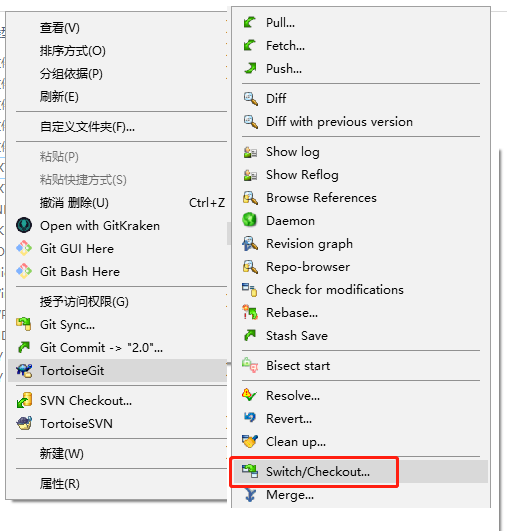 查看(V)
排序方式(O)
分组依据(P)
刷新(E)
自定义文件夹(F)...
粘贴(P)
粘贴快捷方式(S)
撤消 删除(U) Ctrl+Z
Open with GitKraken
Git GUI Here
Git Bash Here
授予访问权限(G)
Git Sync...
Git Commit -> "2.0"...
TortoiseGit
SVN Checkout...
TortoiseSVN
新建(W)
属性(R)
Pull...
Fetch...
Push...
Diff
Diff with previous version
Show log
Show Reflog
Browse References
Daemon
Revision graph
Repo-browser
Check for modifications
Rebase...
Stash Save
Bisect start
Resolve...
Revert...
Clean up...
Switch/Checkout...
Merge...